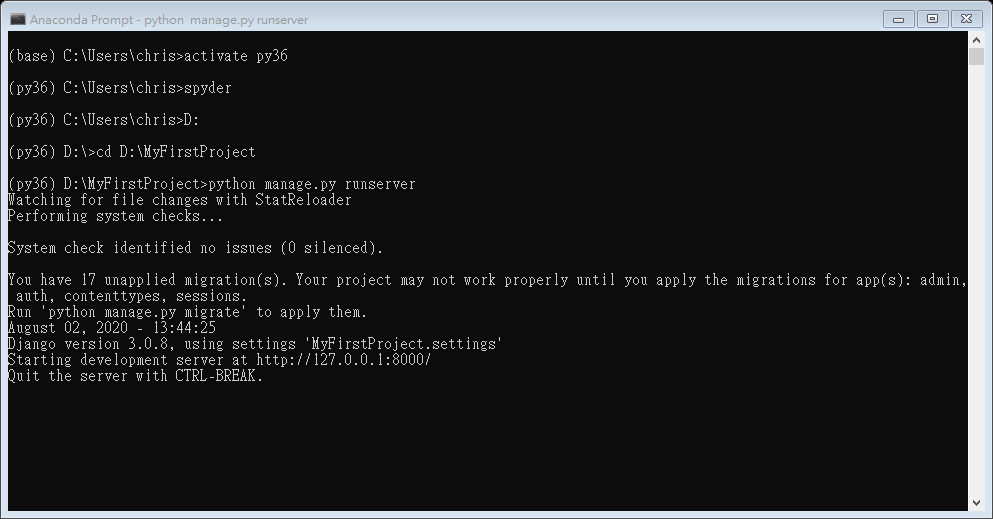 Anaconda Prompt - python  manage.py runserver
(base) C:\Users\chris>activate py36
(py36) C:\Users\chris>spyder
(py36) C:\Users\chris>D:
(py36) D:\>cd D:\MyFirstProject
(py36) D:\MyFirstProject>python manage.py runserver
Watching for file changes with StatReloader
Performing system checks...
System check identified no issues (0 silenced).
You have 17 unapplied migration(s). Your project may not work properly until you apply the migrations for app(s): admin,
 auth, contenttypes, sessions.
Run 'python manage.py migrate' to apply them.
August 02, 2020 - 13:44:25
Django version 3.0.8, using settings 'MyFirstProject.settings'
Starting development server at http://127.0.0.1:8000/
Quit the server with CTRL-BREAK.